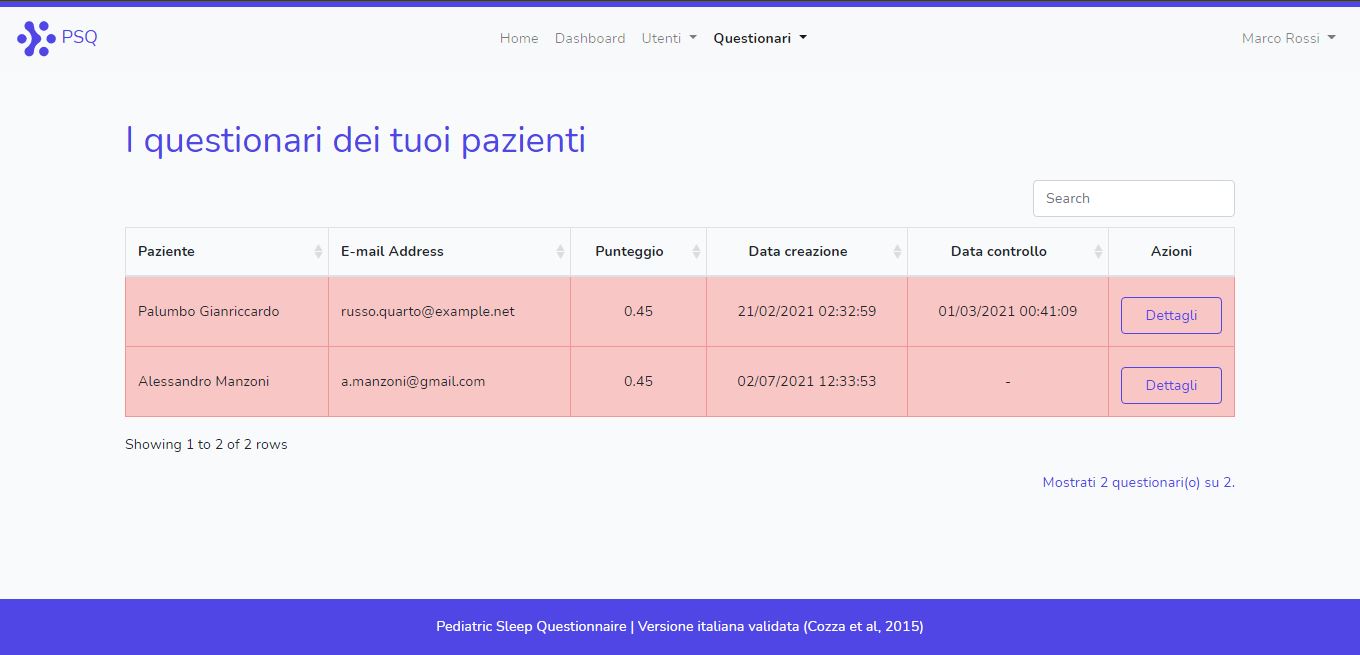 PSQ Home Dashboard Utenti Questionari Marco Rossi
I questionari dei tuoi pazienti
Search
Paziente E-mail Address Punteggio Data creazione Data controllo Azioni
Palumbo Gianriccardo russo.quarto@example.net 0.45 21/02/2021 02:32:59 01/03/2021 00:41:09 Dettagli
Alessandro Manzoni a.manzoni@gmail.com 0.45 02/07/2021 12:33:53 - Dettagli
Showing 1 to 2 of 2 rows
Mostrati 2 questionari(o) su 2.
Pediatric Sleep Questionnaire | Versione italiana validata (Cozza et al, 2015)